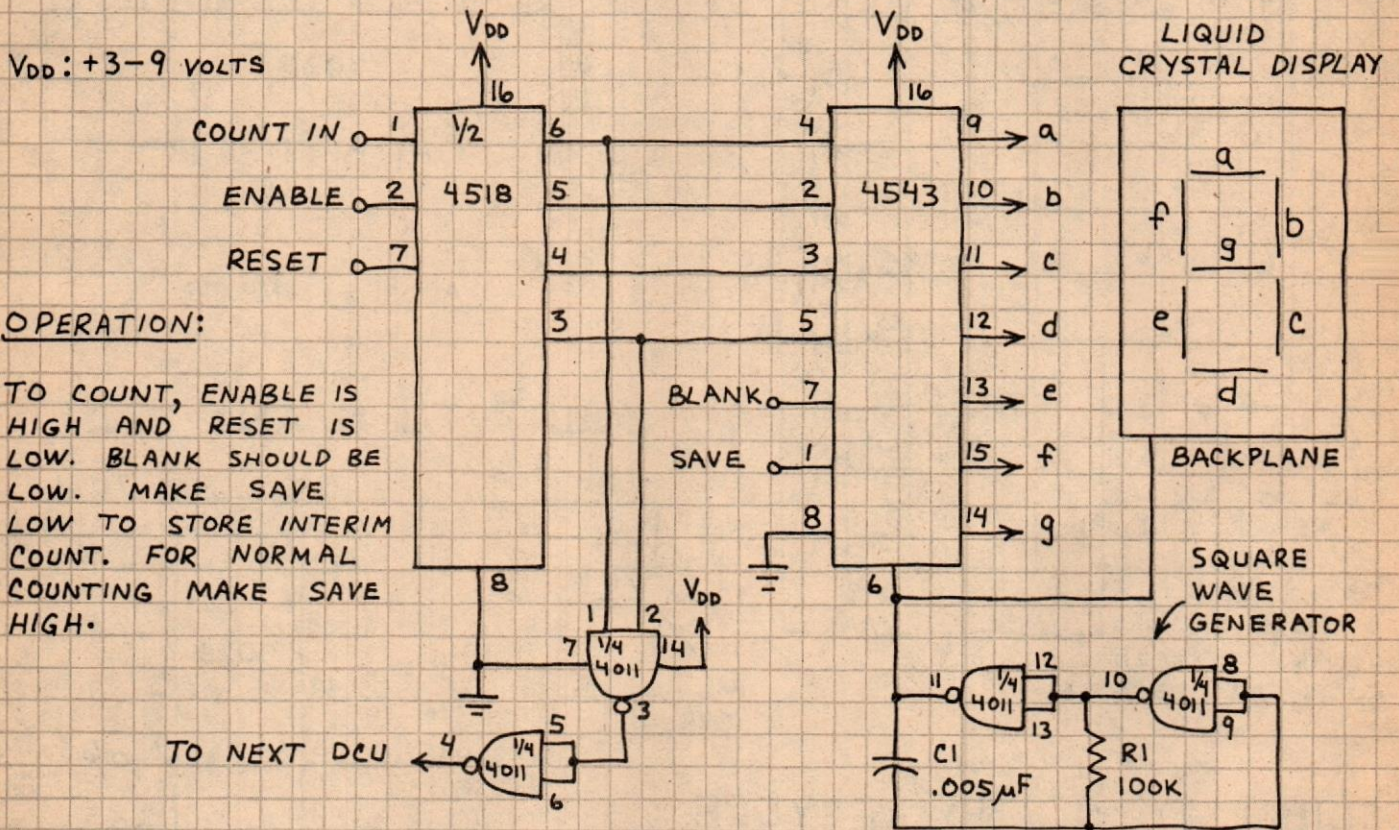 VDD: +3-9 VOLTS
VDD
VDD
LIQUID
CRYSTAL DISPLAY
16
16
COUNT IN 1
1/2
6
4
9 a
ENABLE 2
4518
5
2
4543
10 b
RESET 7
4
3
11 c
3
5
12 d
BLANK 7
13 e
SAVE 1
15 f
8
14 g
a
f
b
g
e
c
d
BACKPLANE
OPERATION:
TO COUNT, ENABLE IS
HIGH AND RESET IS
LOW. BLANK SHOULD BE
LOW. MAKE SAVE
LOW TO STORE INTERIM
COUNT. FOR NORMAL
COUNTING MAKE SAVE
HIGH.
8
6
SQUARE
WAVE
GENERATOR
VDD
1
2
7
1/4
4011
14
3
TO NEXT DCU
4
1/4
4011
5
6
11
1/4
4011
12
13
10
1/4
4011
8
9
C1
.005µF
R1
100K